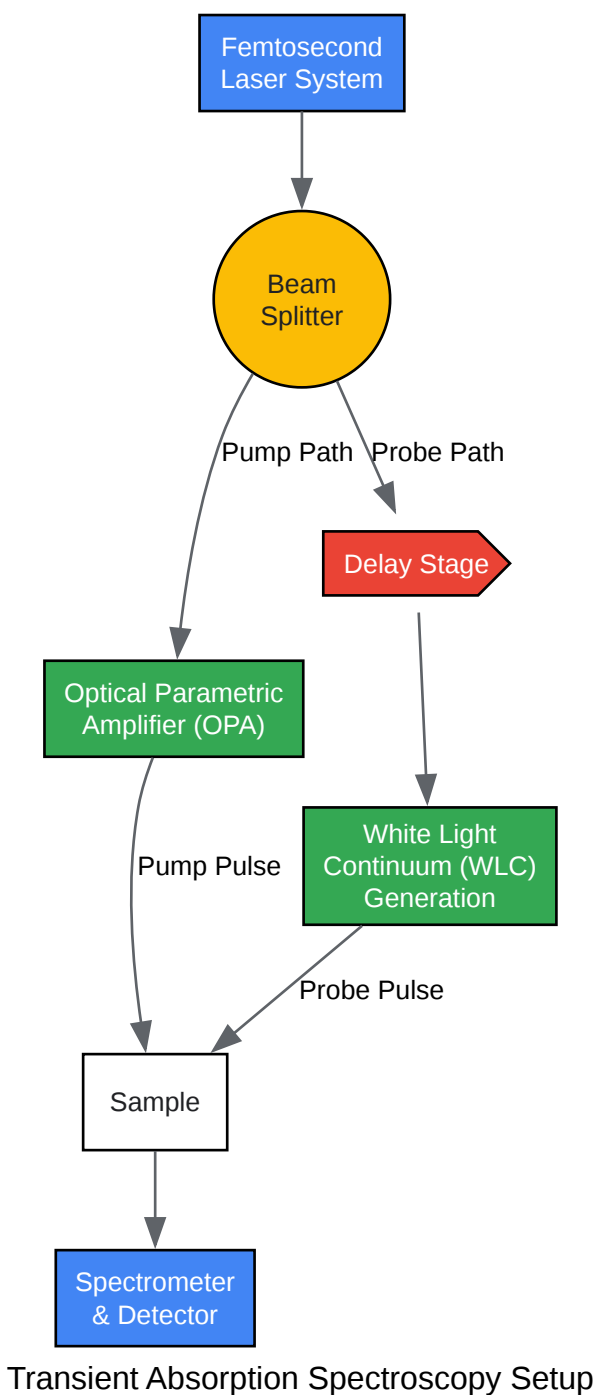 Femtosecond
Laser System
Beam
Splitter
Pump Path
Probe Path
Delay Stage
Optical Parametric
Amplifier (OPA)
White Light
Continuum (WLC)
Generation
Pump Pulse
Probe Pulse
Sample
Spectrometer
& Detector
Transient Absorption Spectroscopy Setup